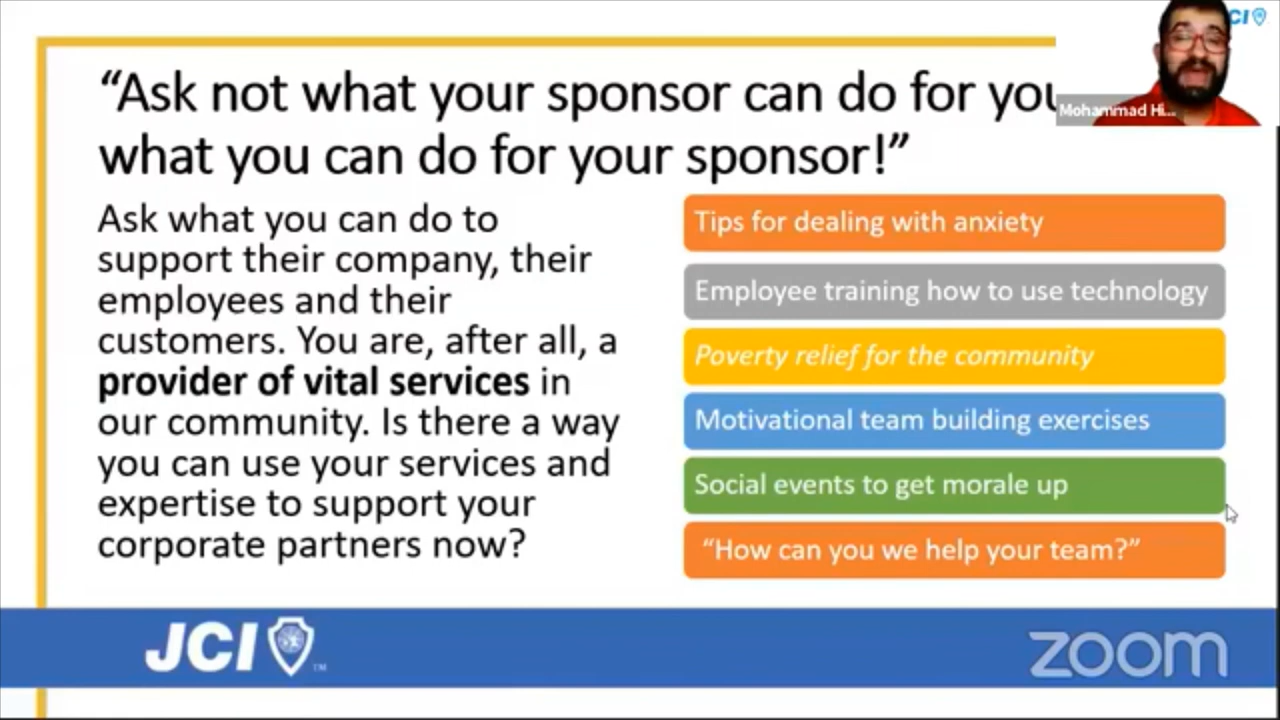 CI
“Ask not what your sponsor can do for you
Mohammad Hi...
what you can do for your sponsor!”
Ask what you can do to
support their company, their
employees and their
customers. You are, after all, a
provider of vital services in
our community. Is there a way
you can use your services and
expertise to support your
corporate partners now?
Tips for dealing with anxiety
Employee training how to use technology
Poverty relief for the community
Motivational team building exercises
Social events to get morale up
“How can you we help your team?”
JCI TM
zoom